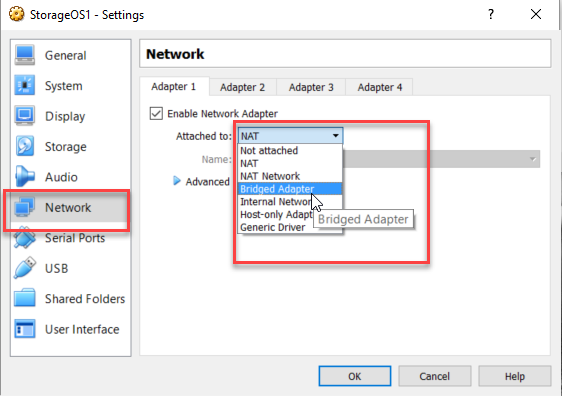 StorageOS1 - Settings
?
General
System
Display
Storage
Audio
Network
Serial Ports
USB
Shared Folders
User Interface
Network
Adapter 1 Adapter 2 Adapter 3 Adapter 4
Enable Network Adapter
Attached to: NAT
Name:
Advanced
Not attached
NAT
NAT Network
Bridged Adapter
Internal Network
Host-only Adapt
Generic Driver
Bridged Adapter
OK Cancel Help